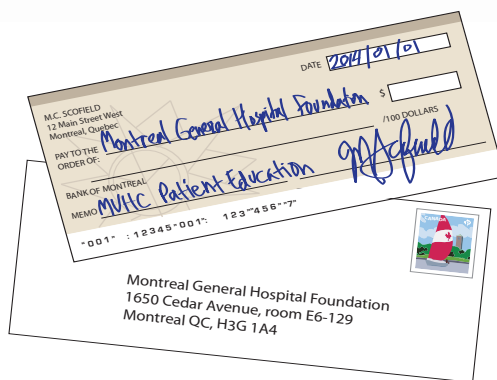 M.C. SCOFIELD
12 Main Street West
Montreal, Quebec
DATE 2014/01/01
PAY TO THE
ORDER OF: Montreal General Hospital Foundation $
/100 DOLLARS
BANK OF MONTREAL
MEMO MUHC Patient Education MScofield
"001" : 12345"001": 123"456""7"
CANADA P
Montreal General Hospital Foundation
1650 Cedar Avenue, room E6-129
Montreal QC, H3G 1A4